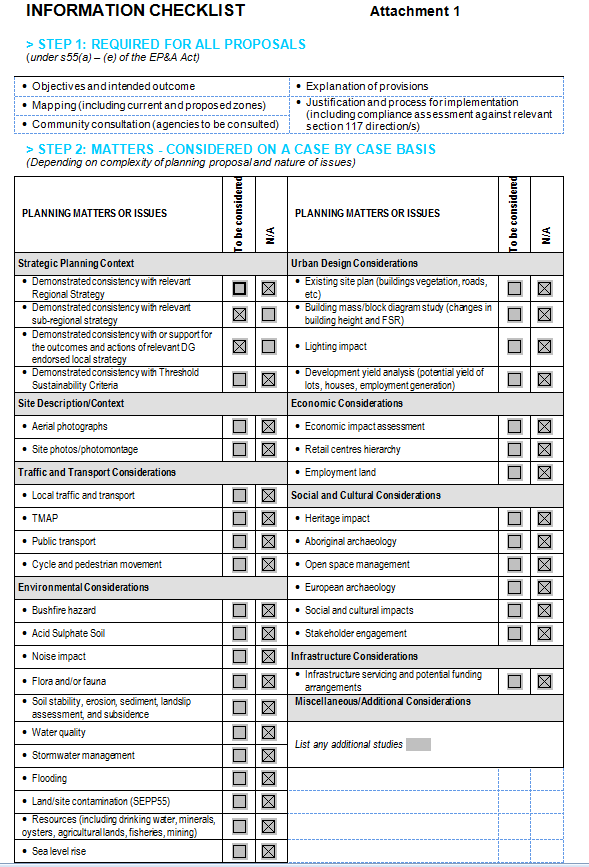 INFORMATION CHECKLIST
Attachment 1
> STEP 1: REQUIRED FOR ALL PROPOSALS
(under s55(a) – (e) of the EP&A Act)
• Objectives and intended outcome
• Mapping (including current and proposed zones)
• Community consultation (agencies to be consulted)
• Explanation of provisions
• Justification and process for implementation
(including compliance assessment against relevant
section 117 direction/s)
> STEP 2: MATTERS - CONSIDERED ON A CASE BY CASE BASIS
(Depending on complexity of planning proposal and nature of issues)
PLANNING MATTERS OR ISSUES
To be considered
N/A
Strategic Planning Context
• Demonstrated consistency with relevant
Regional Strategy
• Demonstrated consistency with relevant
sub-regional strategy
• Demonstrated consistency with or support for
the outcomes and actions of relevant DG
endorsed local strategy
• Demonstrated consistency with Threshold
Sustainability Criteria
Site Description/Context
• Aerial photographs
• Site photos/photomontage
Traffic and Transport Considerations
• Local traffic and transport
• TMAP
• Public transport
• Cycle and pedestrian movement
Environmental Considerations
• Bushfire hazard
• Acid Sulphate Soil
• Noise impact
• Flora and/or fauna
• Soil stability, erosion, sediment, landslip
assessment, and subsidence
• Water quality
• Stormwater management
• Flooding
• Land/site contamination (SEPP55)
• Resources (including drinking water, minerals,
oysters, agricultural lands, fisheries, mining)
• Sea level rise
PLANNING MATTERS OR ISSUES
To be considered
N/A
Urban Design Considerations
• Existing site plan (buildings vegetation, roads,
etc)
• Building mass/block diagram study (changes in
building height and FSR)
• Lighting impact
• Development yield analysis (potential yield of
lots, houses, employment generation)
Economic Considerations
• Economic impact assessment
• Retail centres hierarchy
• Employment land
Social and Cultural Considerations
• Heritage impact
• Aboriginal archaeology
• Open space management
• European archaeology
• Social and cultural impacts
• Stakeholder engagement
Infrastructure Considerations
• Infrastructure servicing and potential funding
arrangements
Miscellaneous/Additional Considerations
List any additional studies